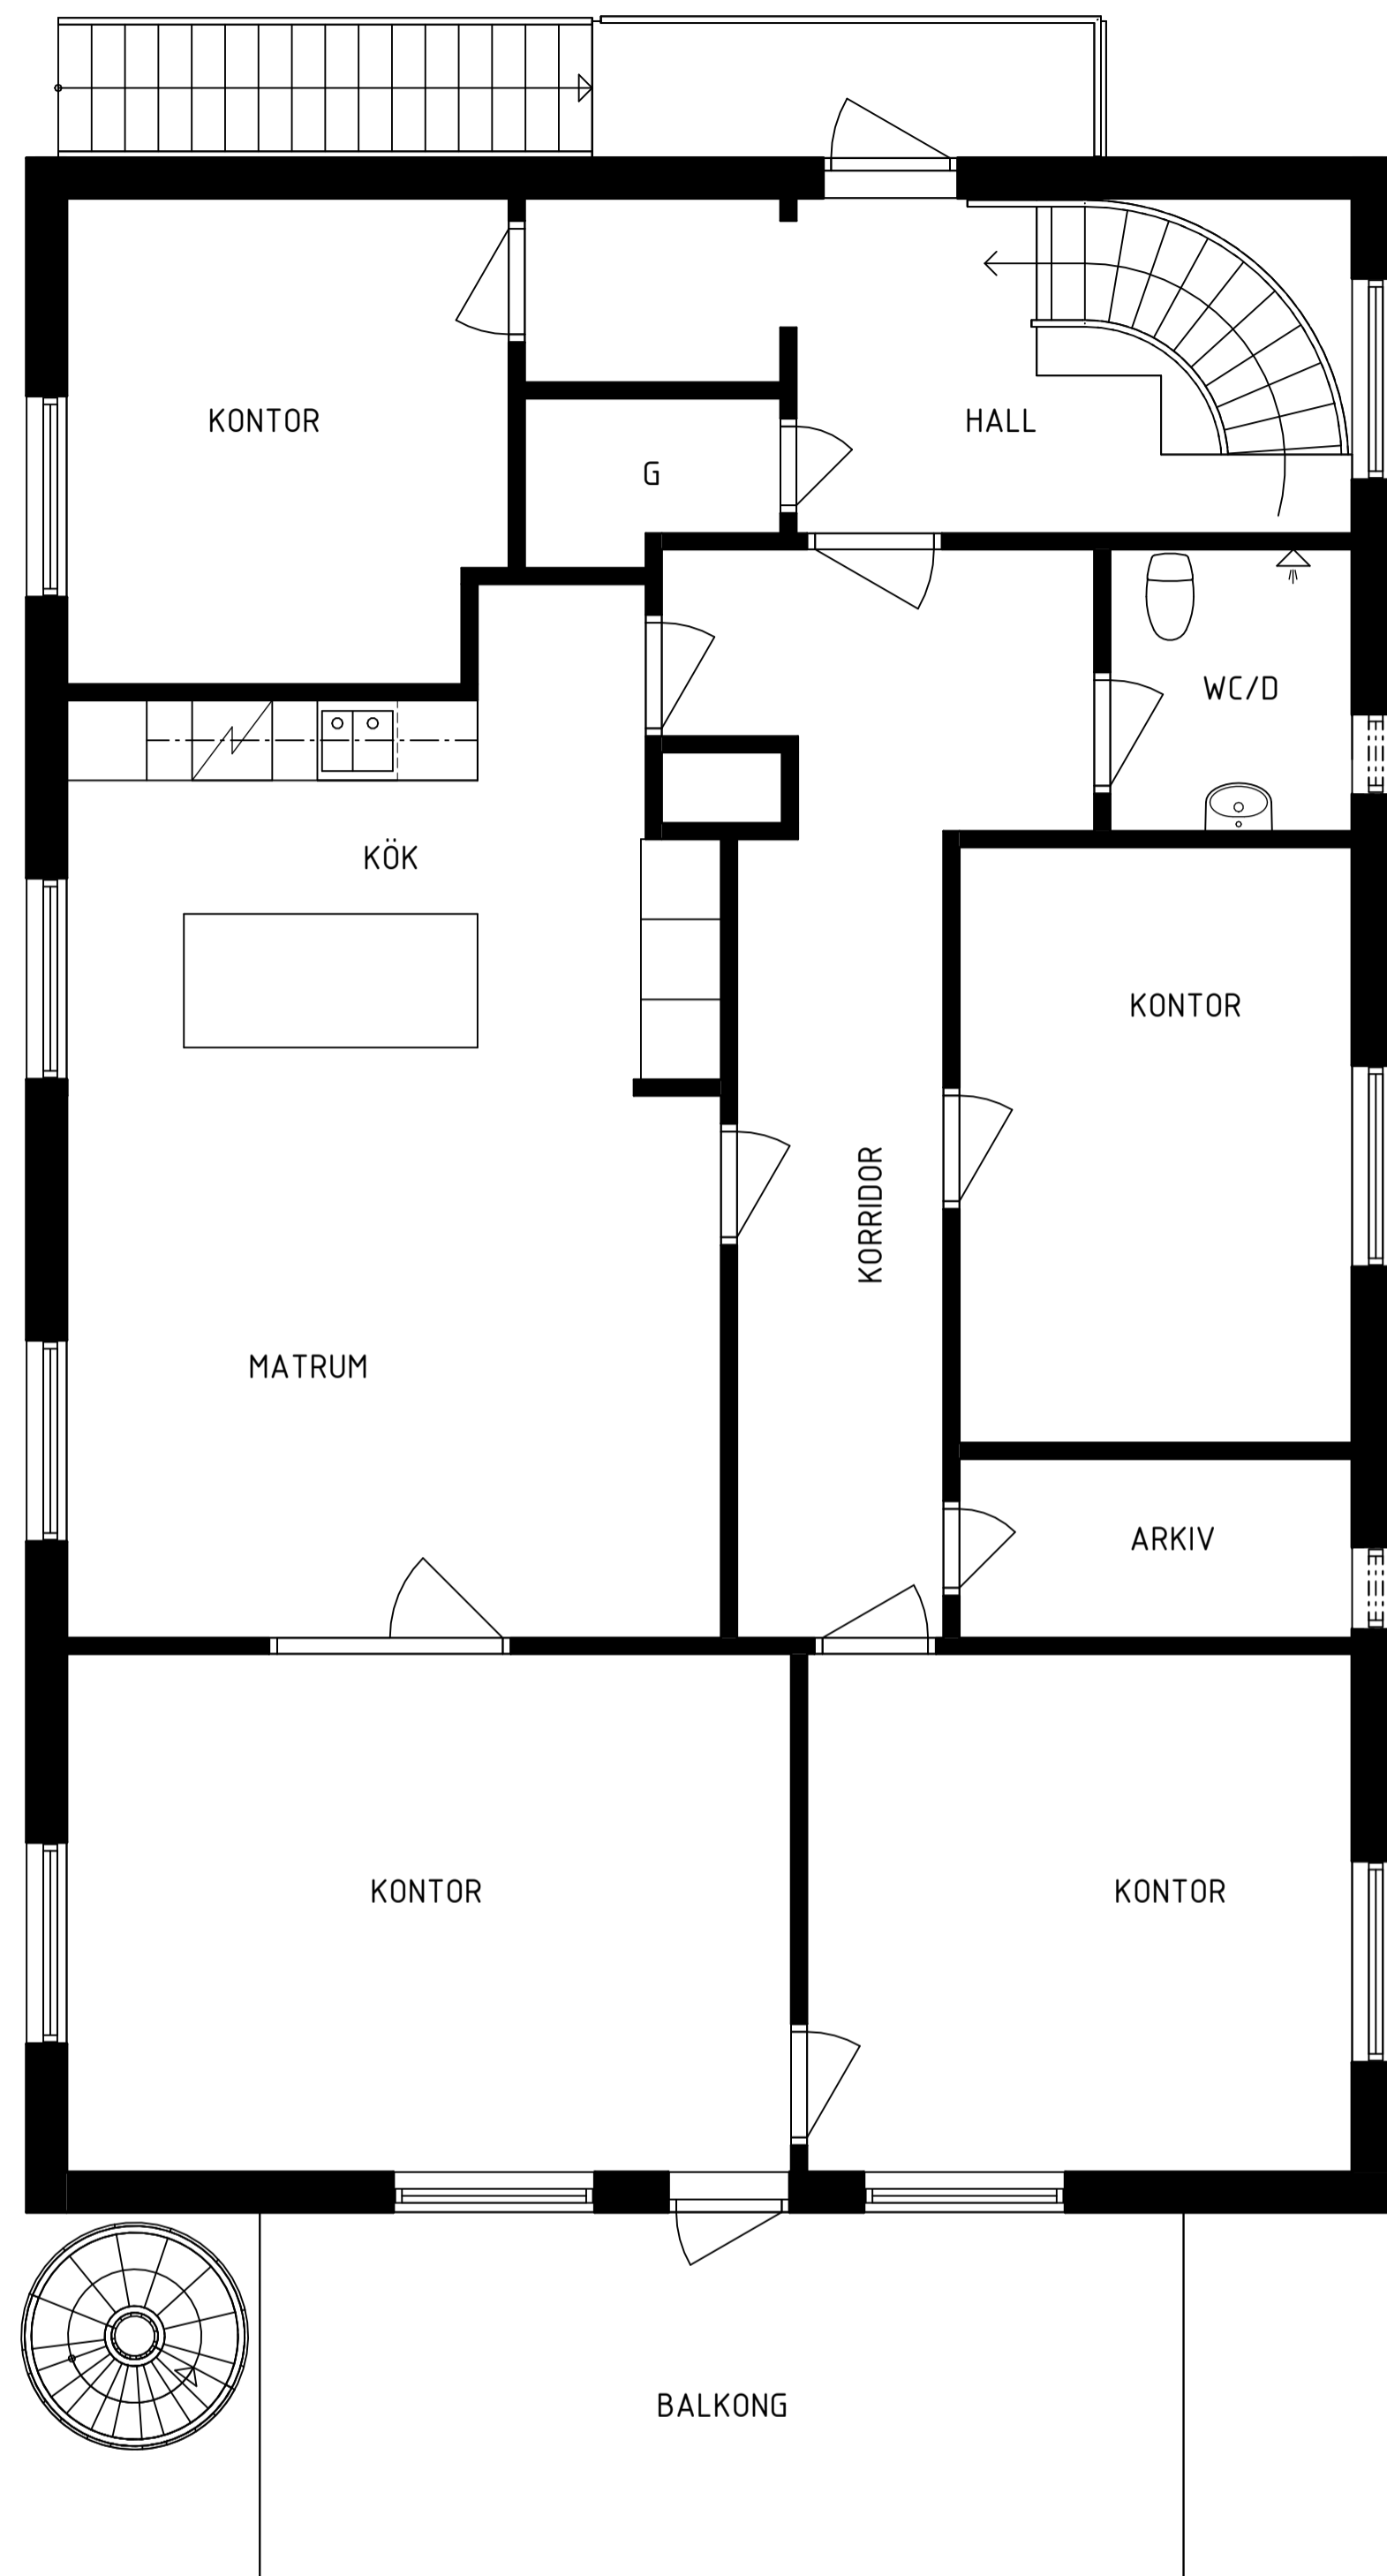 KONTOR
HALL
G
WC/D
KÖK
KONTOR
KORRIDOR
MATRUM
ARKIV
KONTOR
KONTOR
BALKONG